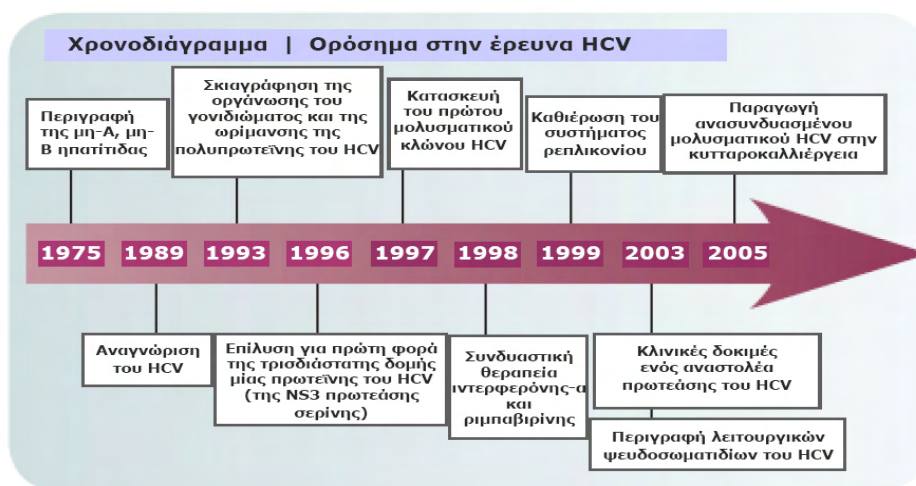 Χρονοδιάγραμμα | Ορόσημα στην έρευνα HCV
Περιγραφή
της μη-Α, μη-
Β ηπατίτιδας
Σκιαγράφηση της
οργάνωσης του
γονιδιώματος και της
ωρίμανσης της
πολυπρωτεΐνης του HCV
Κατασκευή
του πρώτου
μολυσματικού
κλώνου HCV
Καθιέρωση του
συστήματος
ρεπλικονίου
Παραγωγή
ανασυνδυασμένου
μολυσματικού HCV στην
κυτταροκαλλιέργεια
1975 1989 1993 1996 1997 1998 1999 2003 2005
Αναγνώριση
του HCV
Επίλυση για πρώτη φορά
της τρισδιάστατης δομής
μίας πρωτεΐνης του HCV
(της NS3 πρωτεάσης
σερίνης)
Συνδυαστική
θεραπεία
ιντερφερόνης-α
και
ριμπαβιρίνης
Κλινικές δοκιμές
ενός αναστολέα
πρωτεάσης του HCV
Περιγραφή λειτουργικών
ψευδοσωματιδίων του HCV